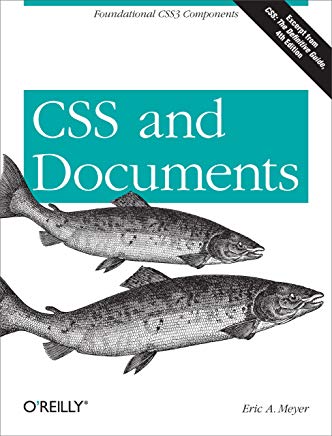 Foundational CSS3 Components
Excerpt from
CSS: The Definitive Guide,
4th Edition
CSS and
Documents
O'REILLY®
Eric A. Meyer